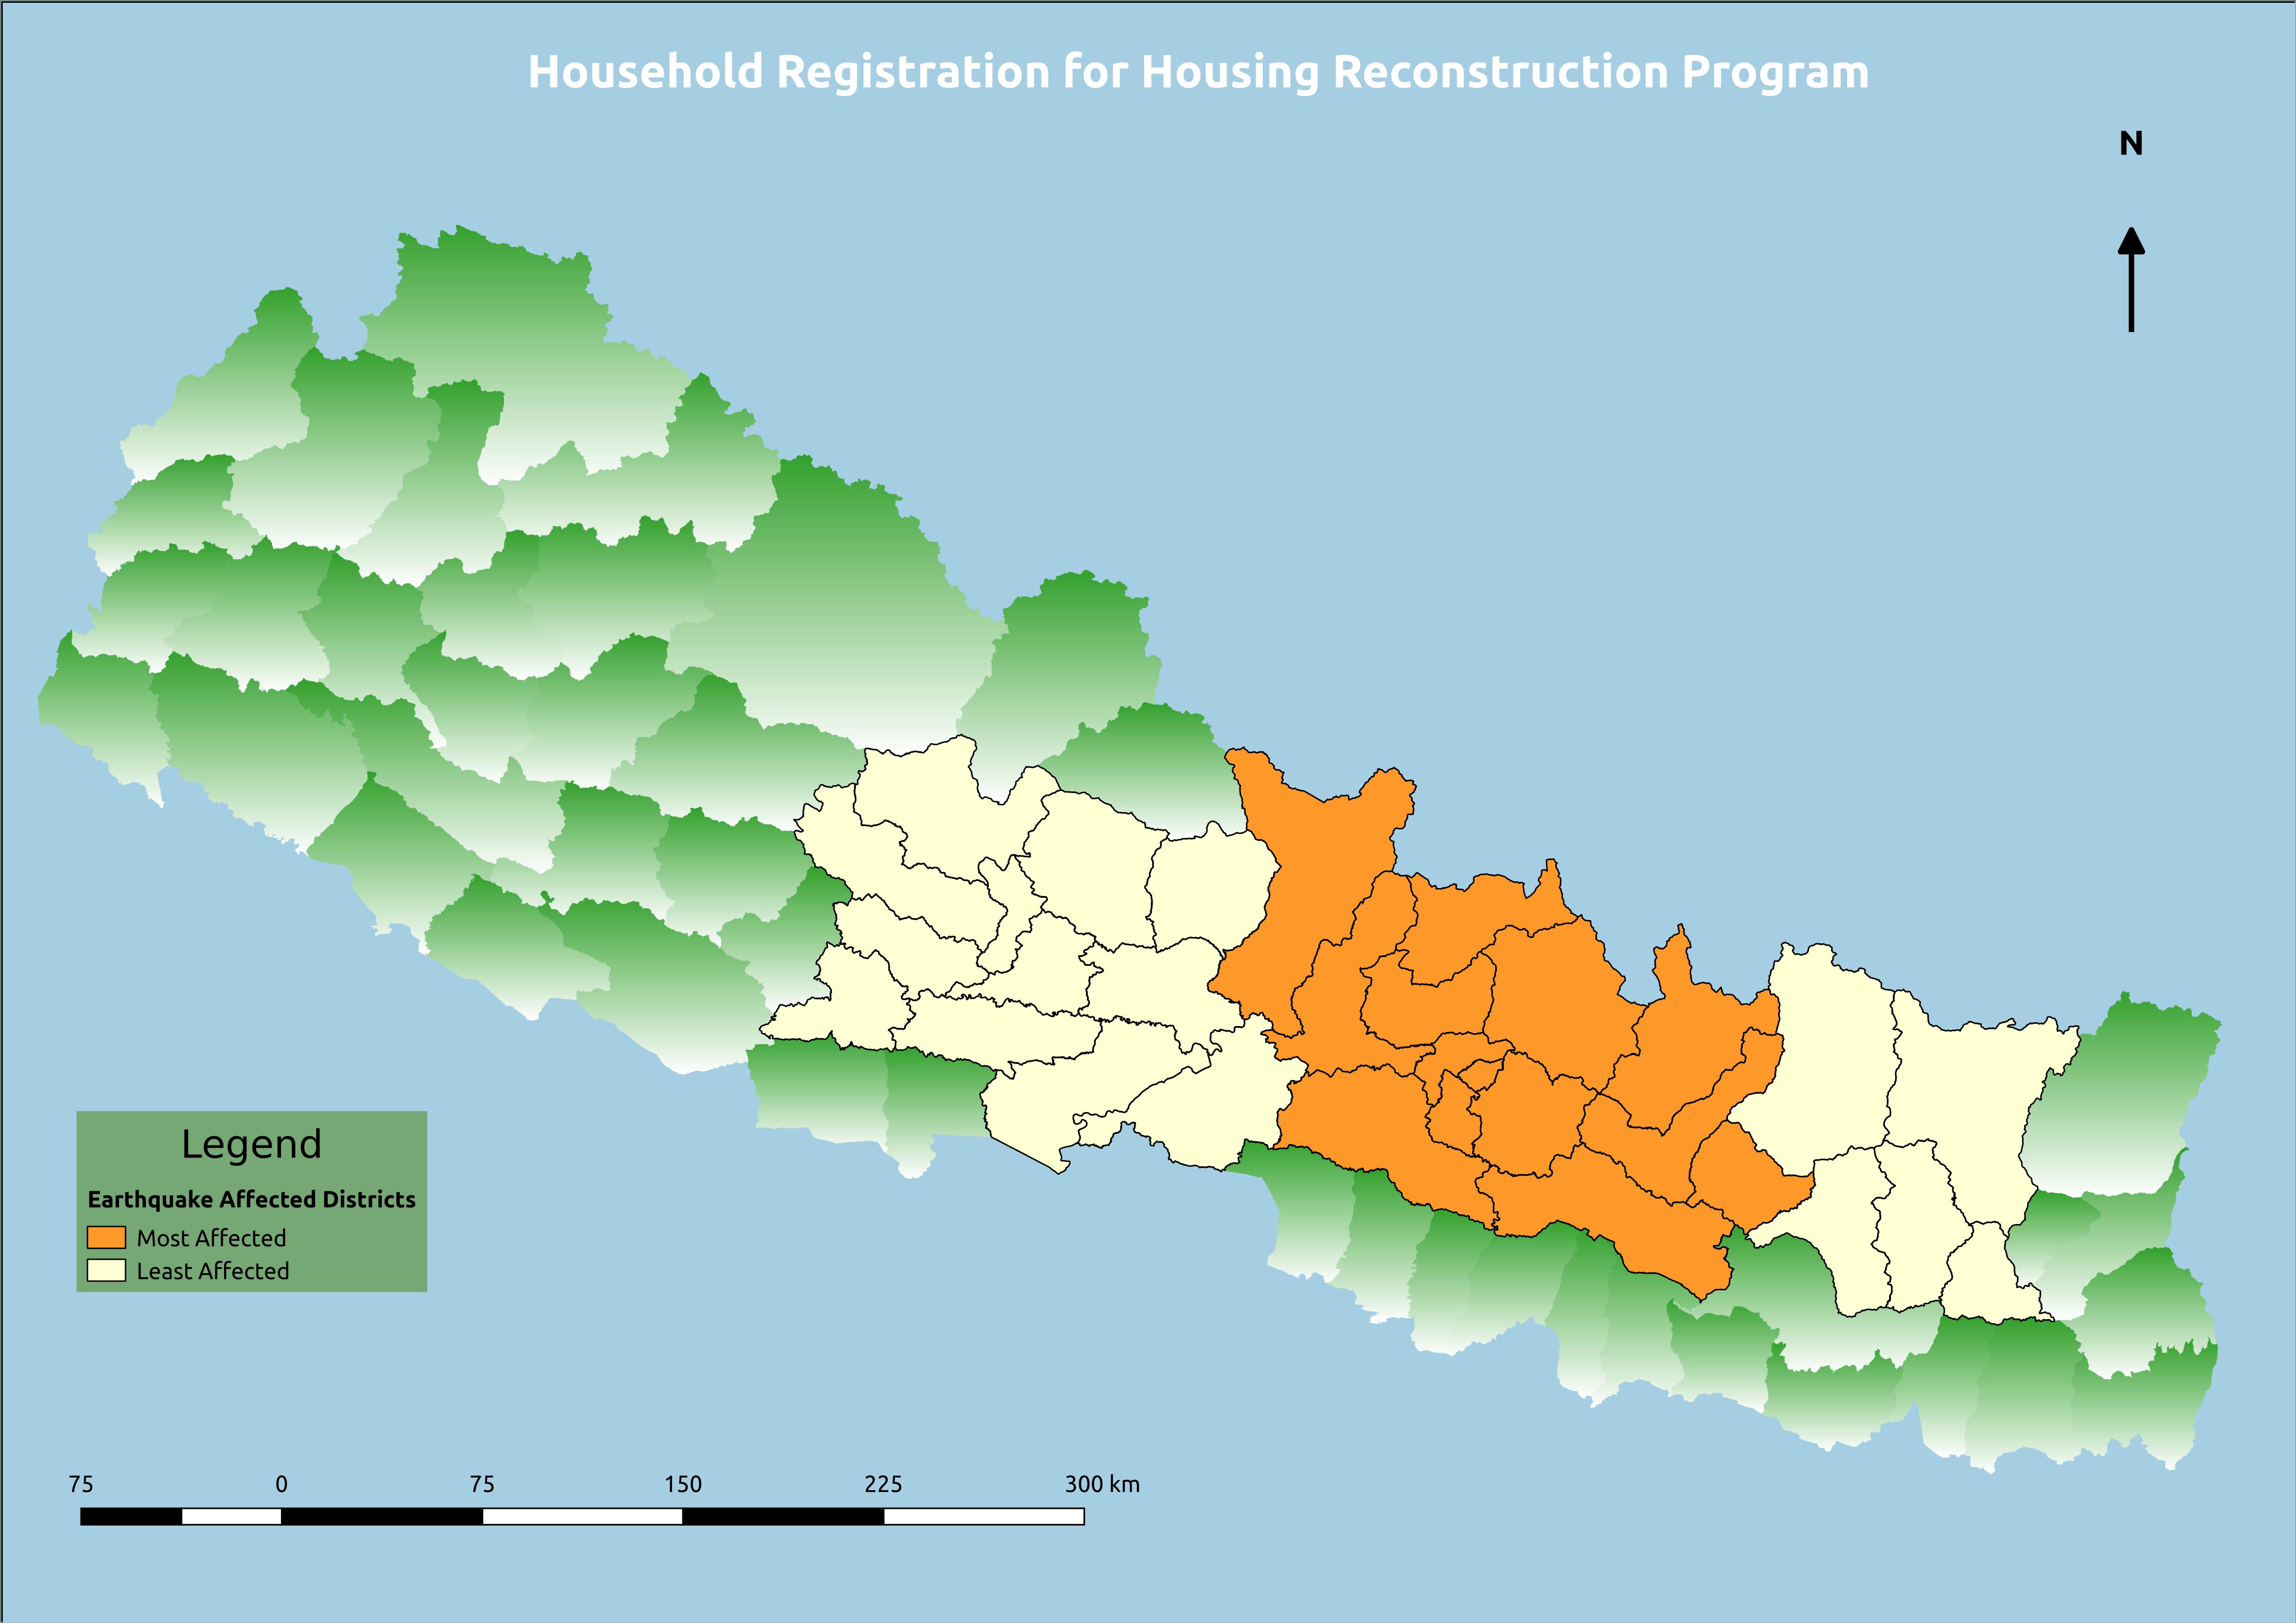 Household Registration for Housing Reconstruction Program
N
Legend
Earthquake Affected Districts
Most Affected
Least Affected
75 0 75 150 225 300 km